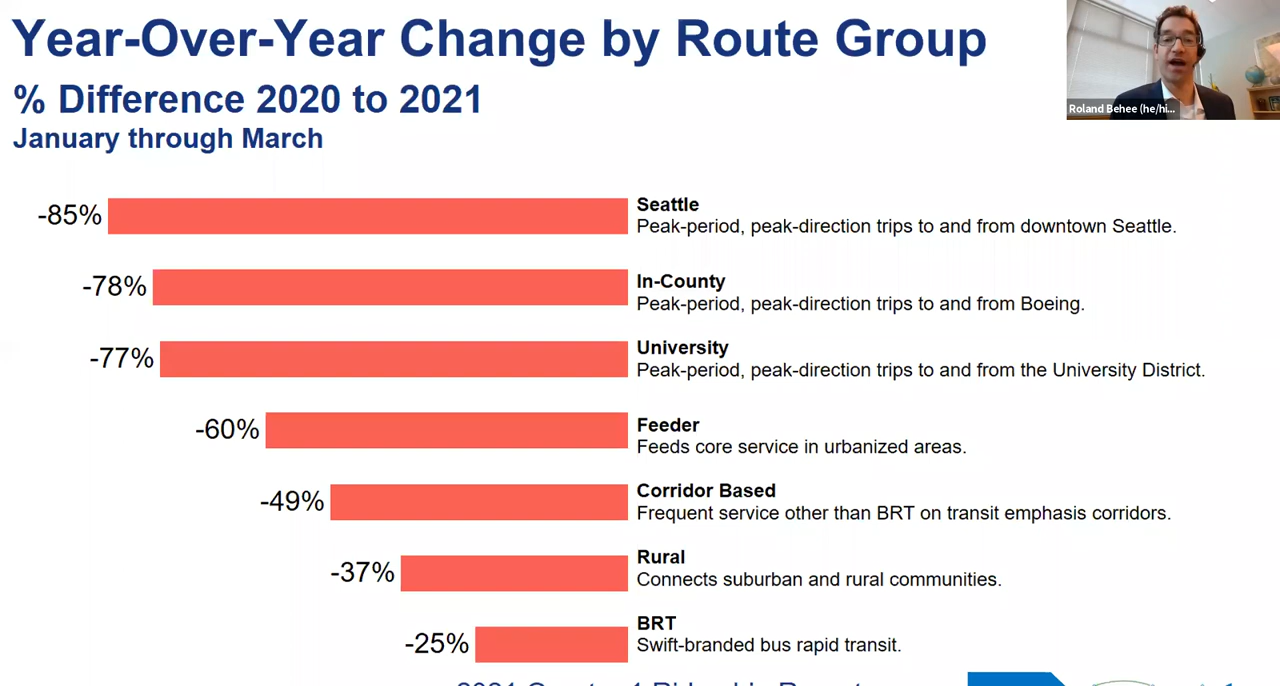 Year-Over-Year Change by Route Group
% Difference 2020 to 2021
January through March
Roland Behee (he/hi...
-85%
Seattle
Peak-period, peak-direction trips to and from downtown Seattle.
-78%
In-County
Peak-period, peak-direction trips to and from Boeing.
-77%
University
Peak-period, peak-direction trips to and from the University District.
-60%
Feeder
Feeds core service in urbanized areas.
-49%
Corridor Based
Frequent service other than BRT on transit emphasis corridors.
-37%
Rural
Connects suburban and rural communities.
-25%
BRT
Swift-branded bus rapid transit.